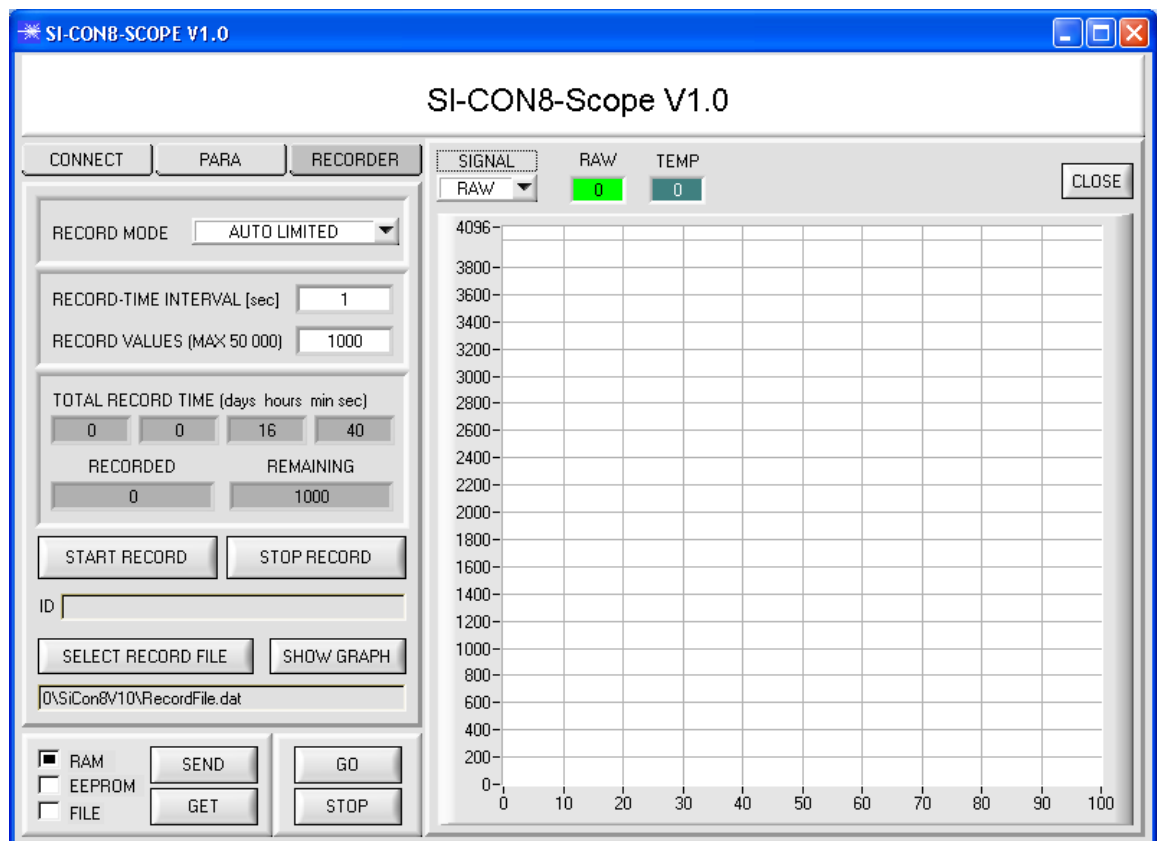 SI-CON8-SCOPE V1.0
SI-CON8-Scope V1.0
CONNECT PARA RECORDER
RECORD MODE AUTO LIMITED
RECORD-TIME INTERVAL [sec] 1
RECORD VALUES (MAX 50 000) 1000
TOTAL RECORD TIME (days hours min sec)
0 0 16 40
RECORDED REMAINING
0 1000
START RECORD STOP RECORD
ID
SELECT RECORD FILE SHOW GRAPH
0\SiCon8V10\RecordFile.dat
RAM
EEPROM
FILE
SEND
GET
GO
STOP
SIGNAL RAW TEMP
RAW 0 0
CLOSE
4096
3800
3600
3400
3200
3000
2800
2600
2400
2200
2000
1800
1600
1400
1200
1000
800
600
400
200
0
0 10 20 30 40 50 60 70 80 90 100